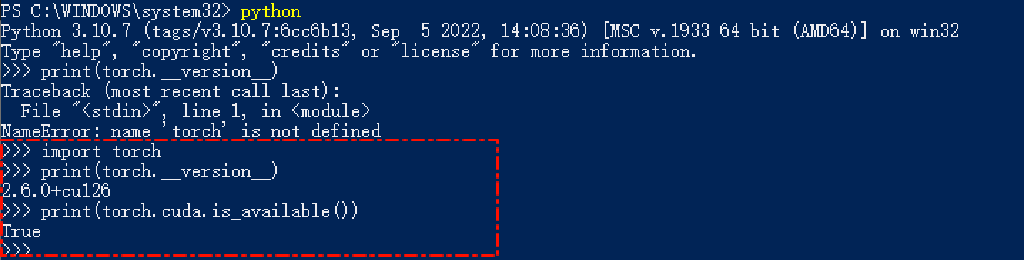 PS C:\WINDOWS\system32> python
Python 3.10.7 (tags/v3.10.7:6cc6b13, Sep  5 2022, 14:08:36) [MSC v.1933 64 bit (AMD64)] on win32
Type "help", "copyright", "credits" or "license" for more information.
>>> print(torch.__version__)
Traceback (most recent call last):
  File "<stdin>", line 1, in <module>
NameError: name 'torch' is not defined
>>> import torch
>>> print(torch.__version__)
2.6.0+cu126
>>> print(torch.cuda.is_available())
True
>>>